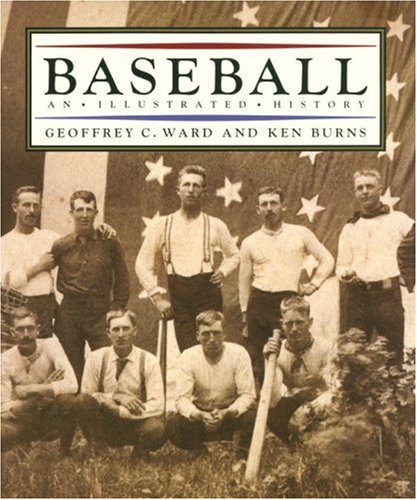 BASEBALL
AN · ILLUSTRATED · HISTORY
GEOFFREY C. WARD AND KEN BURNS